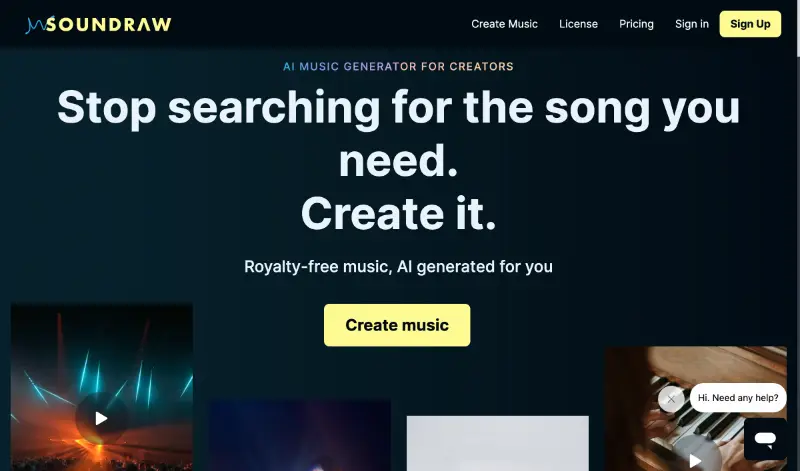 SOUNDRAW
Create Music
License
Pricing
Sign in
Sign Up
AI MUSIC GENERATOR FOR CREATORS
Stop searching for the song you
need.
Create it.
Royalty-free music, AI generated for you
Create music
Hi. Need any help?